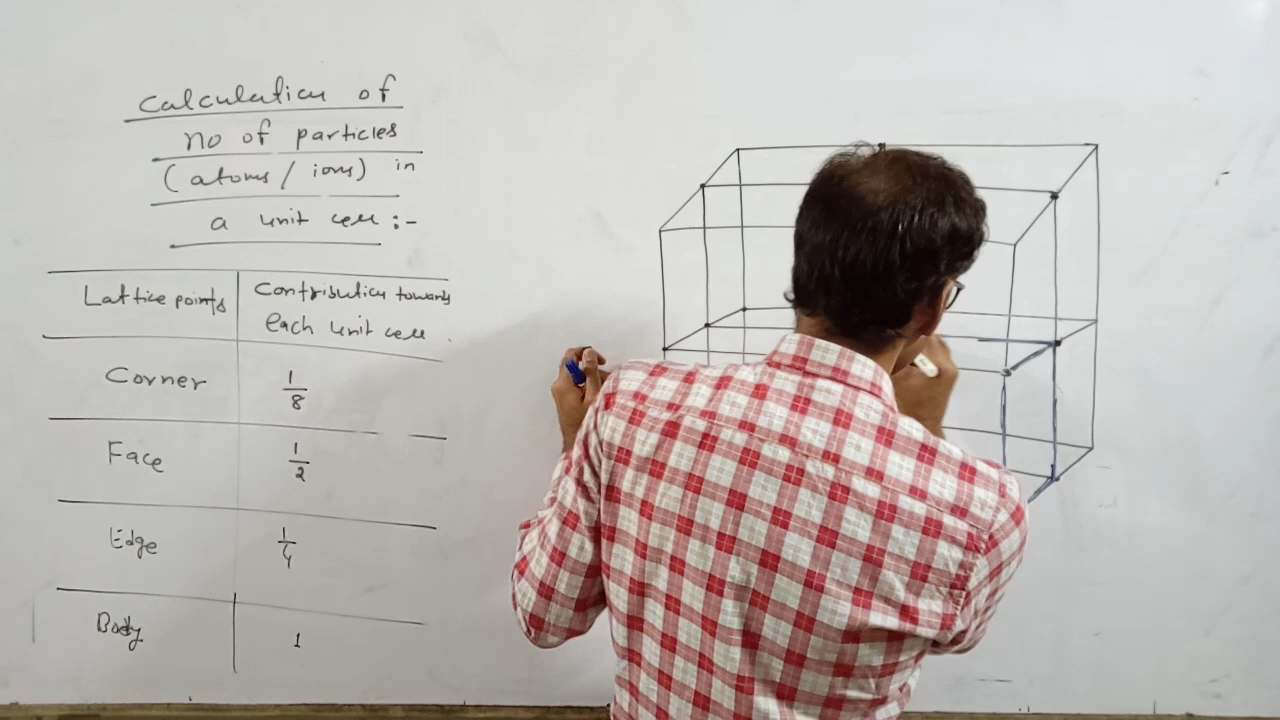 Calculation of
no of particles
(atoms / ions) in
a unit cell :-
Lattice points
Contribution towards
each unit cell.
Corner
1/8
Face
1/2
Edge
1/4
Body
1